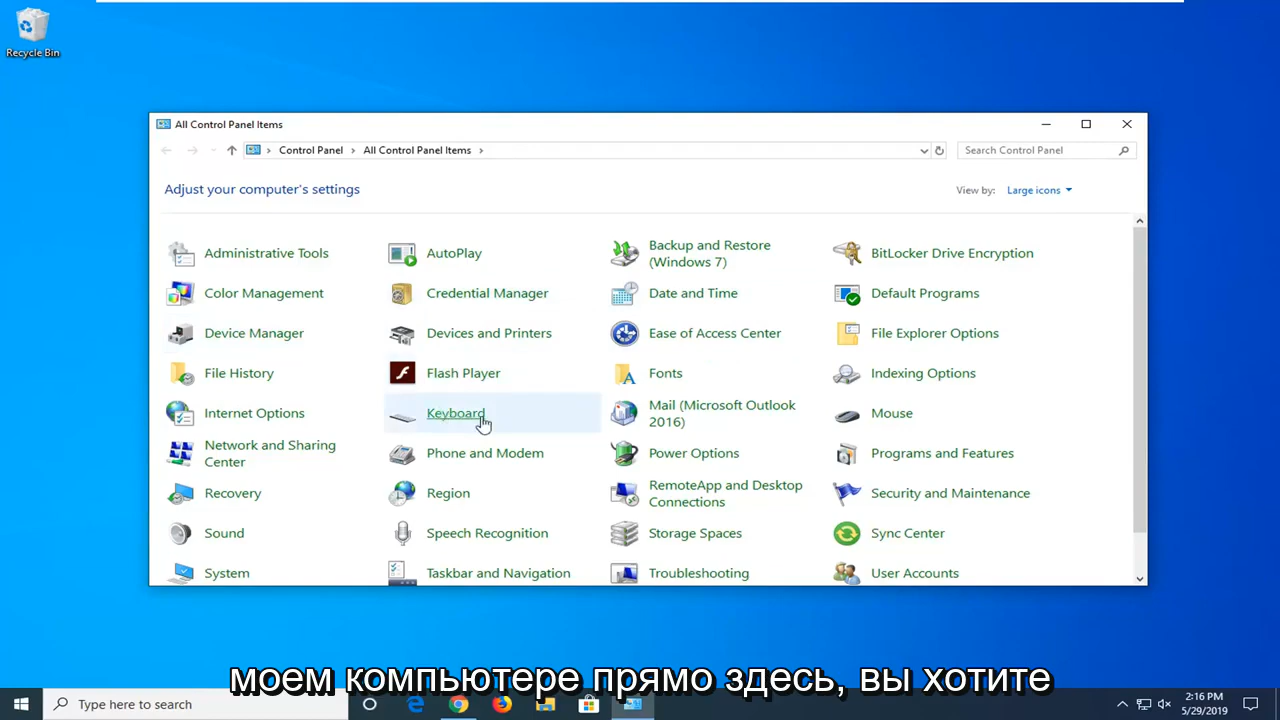 Recycle Bin
All Control Panel Items
Control Panel
All Control Panel Items
Search Control Panel
Adjust your computer's settings
View by:
Large icons
Administrative Tools
AutoPlay
Backup and Restore
(Windows 7)
BitLocker Drive Encryption
Color Management
Credential Manager
Date and Time
Default Programs
Device Manager
Devices and Printers
Ease of Access Center
File Explorer Options
File History
Flash Player
Fonts
Indexing Options
Internet Options
Keyboard
Mail (Microsoft Outlook
2016)
Mouse
Network and Sharing
Center
Phone and Modem
Power Options
Programs and Features
Recovery
Region
RemoteApp and Desktop
Connections
Security and Maintenance
Sound
Speech Recognition
Storage Spaces
Sync Center
System
Taskbar and Navigation
Troubleshooting
User Accounts
моем компьютере прямо здесь, вы хотите
Type here to search
2:16 PM
5/29/2019